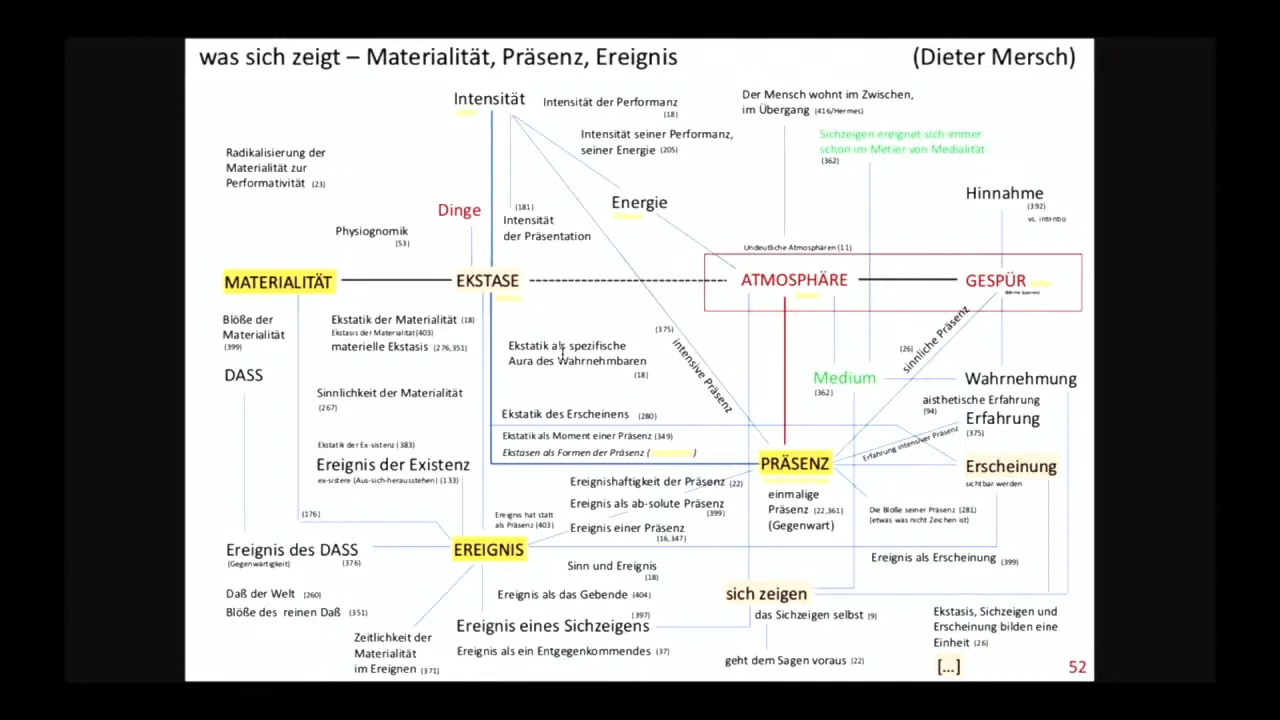 was sich zeigt – Materialität, Präsenz, Ereignis
(Dieter Mersch)
Intensität
Intensität der Performanz
(18)
Der Mensch wohnt im Zwischen,
im Übergang (416/Hermes)
Intensität seiner Performanz,
seiner Energie (205)
Sichzeigen ereignet sich immer
schon im Metier von Medialität
(362)
Radikalisierung der
Materialität zur
Performativität (23)
Hinnahme
(392)
vs. intentio
Dinge
Energie
(181)
Intensität
der Präsentation
Physiognomik
(53)
Undeutliche Atmosphären (11)
MATERIALITÄT
EKSTASE
ATMOSPHÄRE
GESPÜR
Blöße der
Materialität
(399)
Ekstatik der Materialität (18)
Ekstasis der Materialität (403)
materielle Ekstasis (276,351)
Ekstatik als spezifische
Aura des Wahrnehmbaren
(18)
(375)
intensive Präsenz
(26)
sinnliche Präsenz
DASS
Medium
(362)
Wahrnehmung
Sinnlichkeit der Materialität
(267)
aisthetische Erfahrung
(94)
Erfahrung
(375)
Ekstatik des Erscheinens (280)
Ekstatik als Moment einer Präsenz (349)
Ekstasen als Formen der Präsenz ( )
Erfahrung intensiver Präsenz
Ekstatik der Ex-sistenz (383)
Ereignis der Existenz
ex-sistere (Aus-sich-herausstehen) (133)
PRÄSENZ
Erscheinung
sichtbar werden
Ereignishaftigkeit der Präsenz (22)
einmalige
Präsenz (22,361)
(Gegenwart)
Ereignis als ab-solute Präsenz
(399)
Die Blöße seiner Präsenz (281)
(etwas was nicht Zeichen ist)
(176)
Ereignis hat statt
als Präsenz (403)
Ereignis einer Präsenz
(16,347)
Ereignis des DASS
(Gegenwärtigkeit) (376)
EREIGNIS
Ereignis als Erscheinung (399)
Sinn und Ereignis
(18)
Daß der Welt (260)
Blöße des reinen Daß (351)
Ereignis als das Gebende (404)
sich zeigen
(397)
das Sichzeigen selbst (9)
Ekstasis, Sichzeigen und
Erscheinung bilden eine
Einheit (26)
Ereignis eines Sichzeigens
Zeitlichkeit der
Materialität
im Ereignen (371)
Ereignis als ein Entgegenkommendes (37)
geht dem Sagen voraus (22)
[...]
52